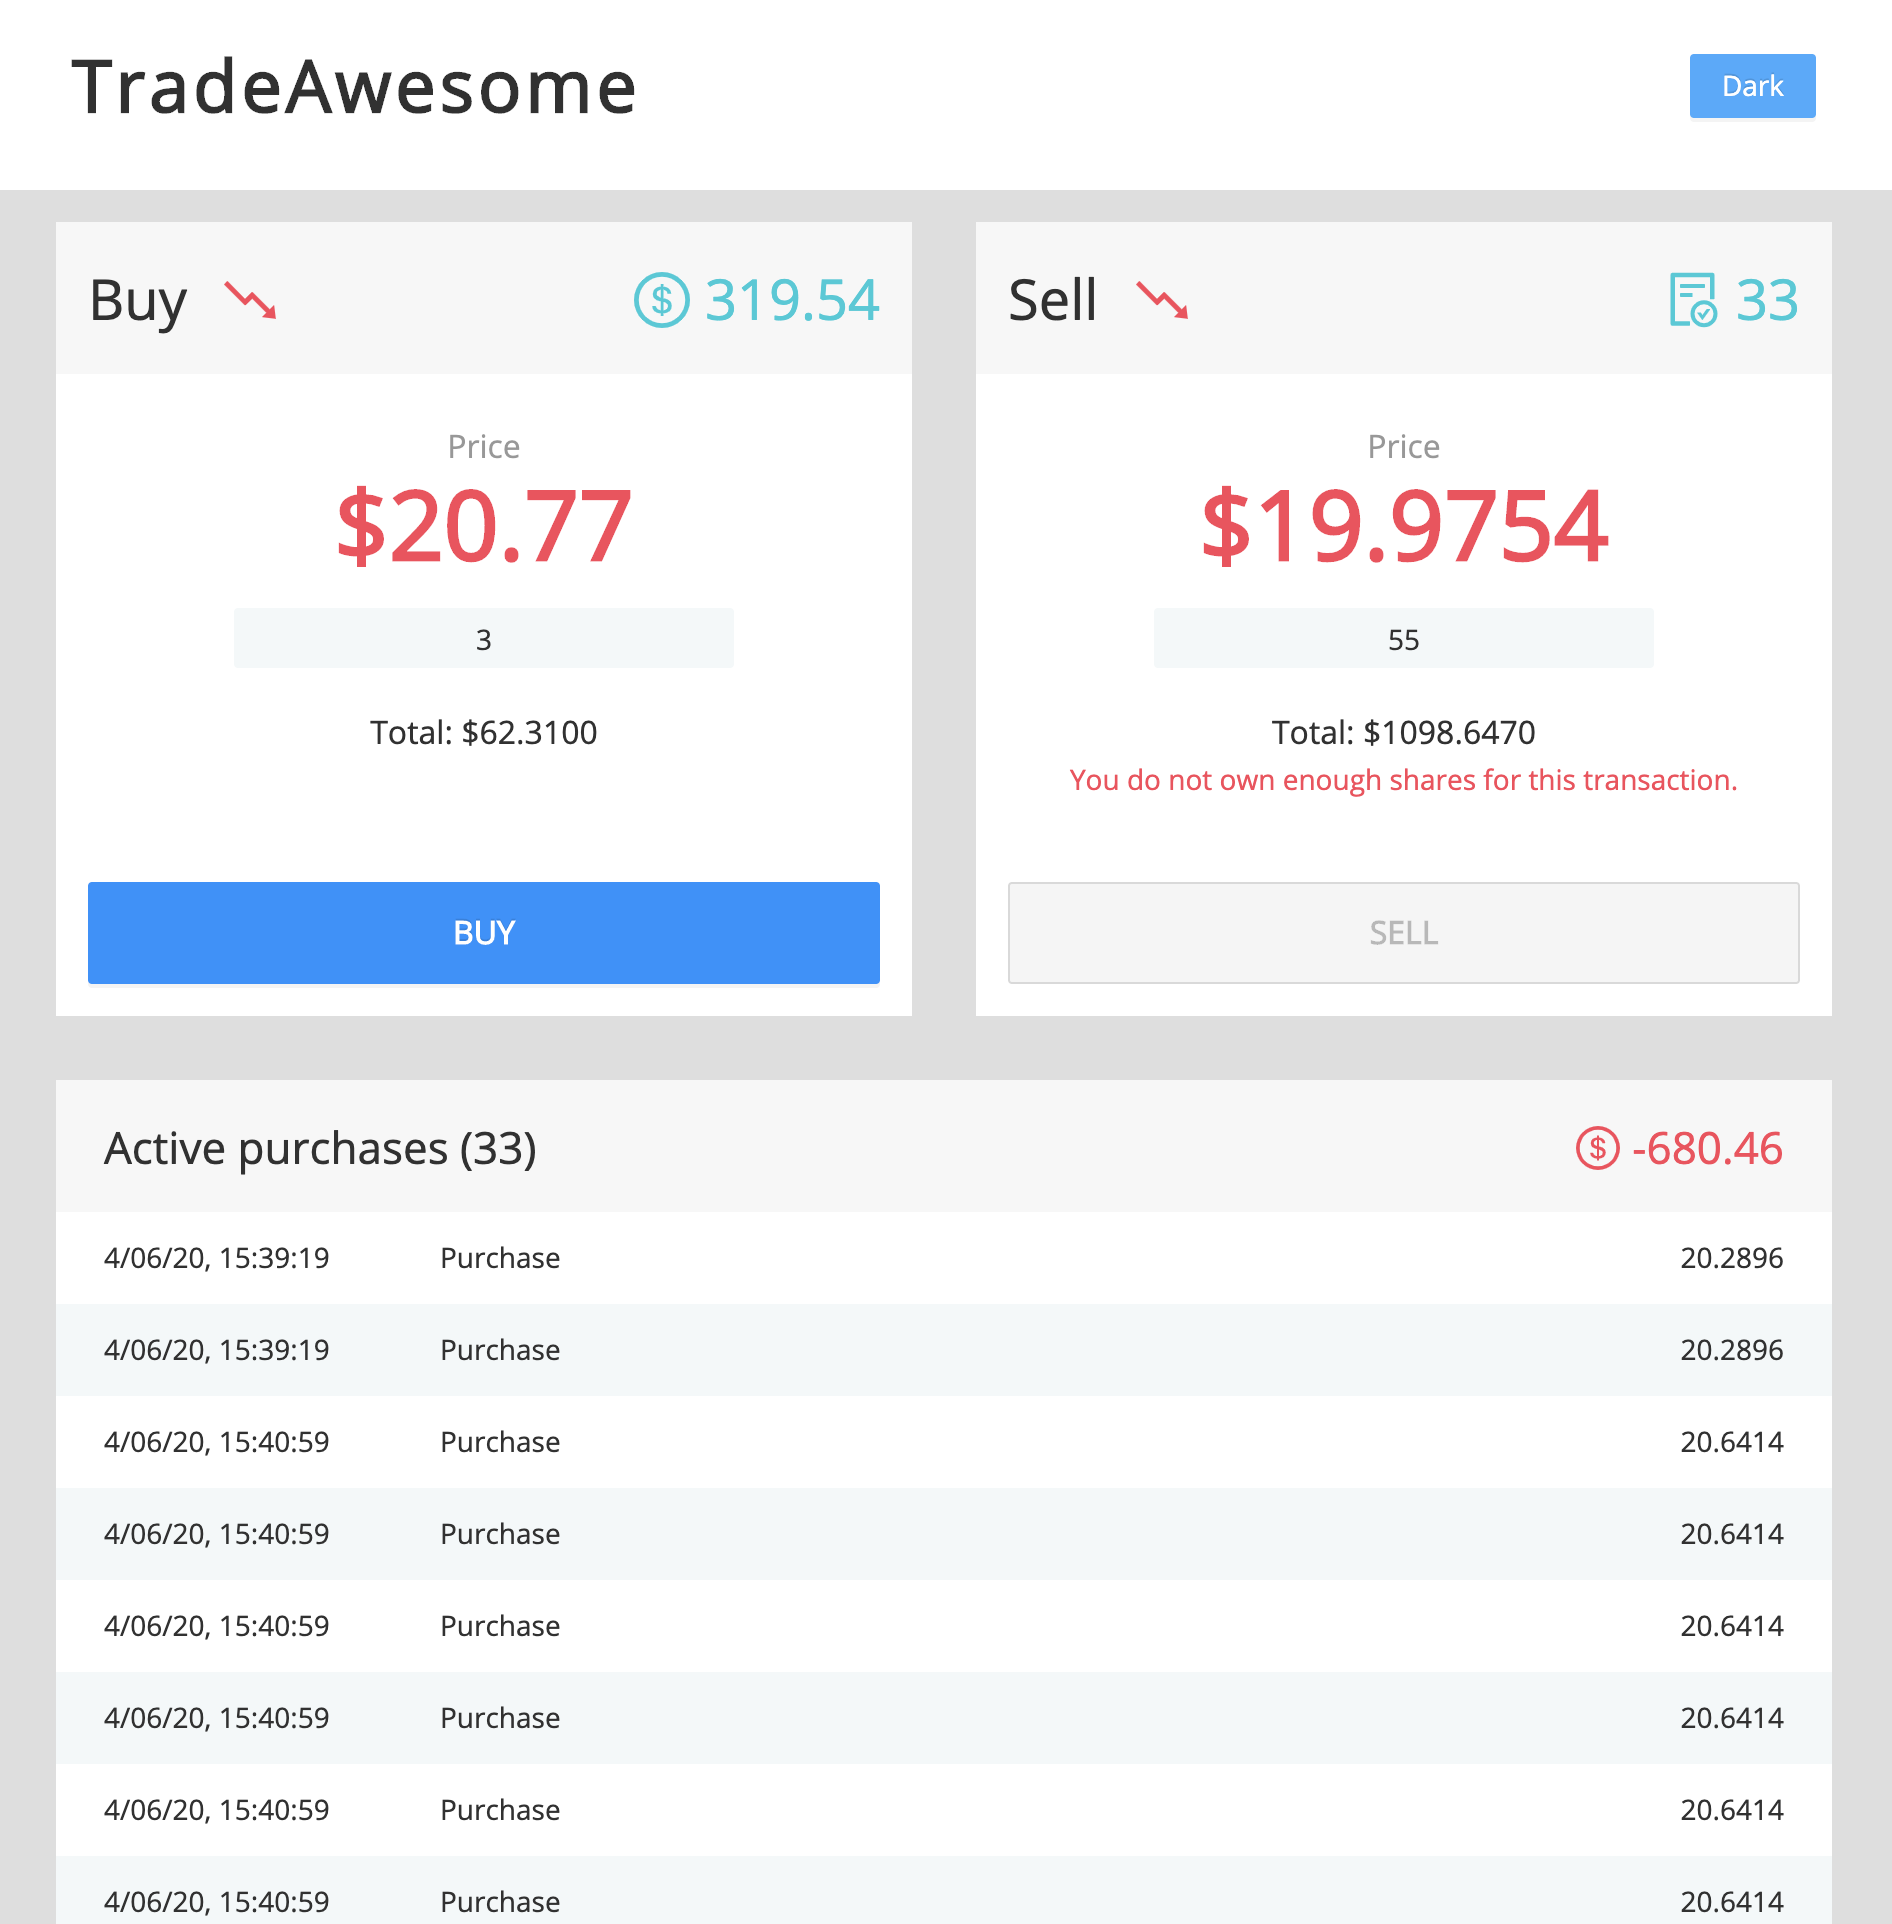 TradeAwesome
Dark
Buy
$ 319.54
Price
$20.77
3
Total: $62.3100
BUY
Sell
33
Price
$19.9754
55
Total: $1098.6470
You do not own enough shares for this transaction.
SELL
Active purchases (33)
$ -680.46
4/06/20, 15:39:19 Purchase 20.2896
4/06/20, 15:39:19 Purchase 20.2896
4/06/20, 15:40:59 Purchase 20.6414
4/06/20, 15:40:59 Purchase 20.6414
4/06/20, 15:40:59 Purchase 20.6414
4/06/20, 15:40:59 Purchase 20.6414
4/06/20, 15:40:59 Purchase 20.6414
4/06/20, 15:40:59 Purchase 20.6414